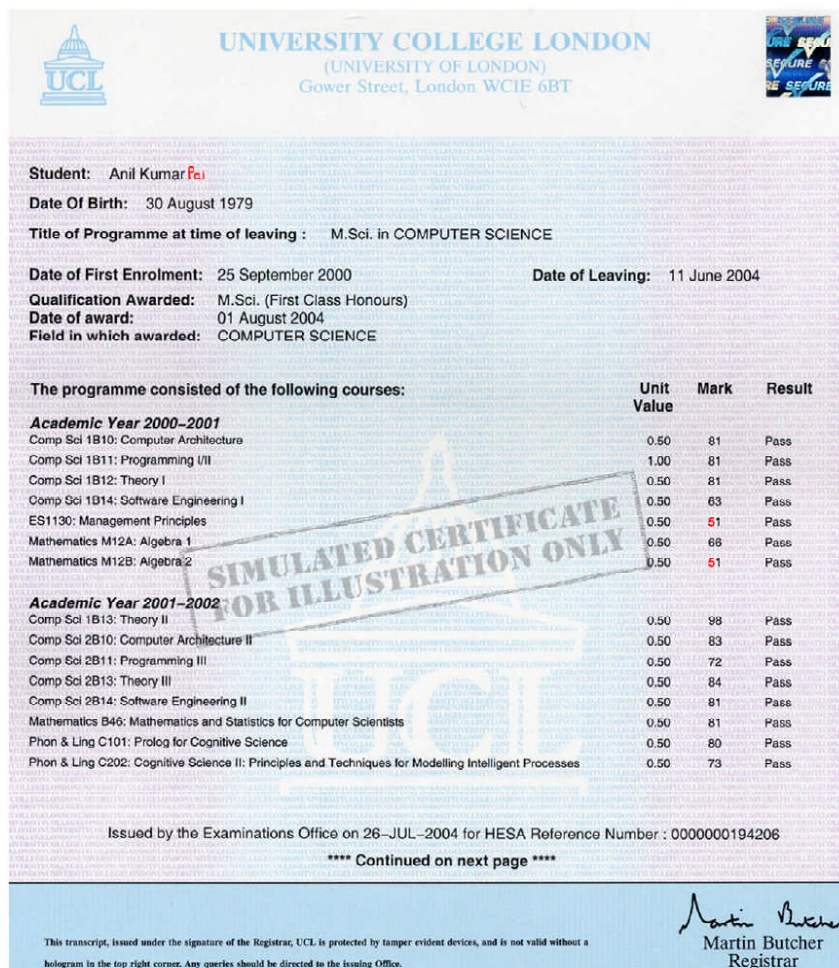 UCL
UNIVERSITY COLLEGE LONDON
(UNIVERSITY OF LONDON)
Gower Street, London WC1E 6BT
SECURE
Student: Anil Kumar Pai
Date Of Birth: 30 August 1979
Title of Programme at time of leaving : M.Sci. in COMPUTER SCIENCE
Date of First Enrolment: 25 September 2000 Date of Leaving: 11 June 2004
Qualification Awarded: M.Sci. (First Class Honours)
Date of award: 01 August 2004
Field in which awarded: COMPUTER SCIENCE
The programme consisted of the following courses: Unit Value Mark Result
Academic Year 2000–2001
Comp Sci 1B10: Computer Architecture 0.50 81 Pass
Comp Sci 1B11: Programming I/II 1.00 81 Pass
Comp Sci 1B12: Theory I 0.50 81 Pass
Comp Sci 1B14: Software Engineering I 0.50 63 Pass
ES1130: Management Principles 0.50 51 Pass
Mathematics M12A: Algebra 1 0.50 66 Pass
Mathematics M12B: Algebra 2 0.50 51 Pass
SIMULATED CERTIFICATE
FOR ILLUSTRATION ONLY
Academic Year 2001–2002
Comp Sci 1B13: Theory II 0.50 98 Pass
Comp Sci 2B10: Computer Architecture II 0.50 83 Pass
Comp Sci 2B11: Programming III 0.50 72 Pass
Comp Sci 2B13: Theory III 0.50 84 Pass
Comp Sci 2B14: Software Engineering II 0.50 81 Pass
Mathematics B46: Mathematics and Statistics for Computer Scientists 0.50 81 Pass
Phon & Ling C101: Prolog for Cognitive Science 0.50 80 Pass
Phon & Ling C202: Cognitive Science II: Principles and Techniques for Modelling Intelligent Processes 0.50 73 Pass
UCL
Issued by the Examinations Office on 26–JUL–2004 for HESA Reference Number : 0000000194206
**** Continued on next page ****
Martin Butcher
This transcript, issued under the signature of the Registrar, UCL is protected by tamper evident devices, and is not valid without a
hologram in the top right corner. Any queries should be directed to the issuing Office.
Martin Butcher
Registrar